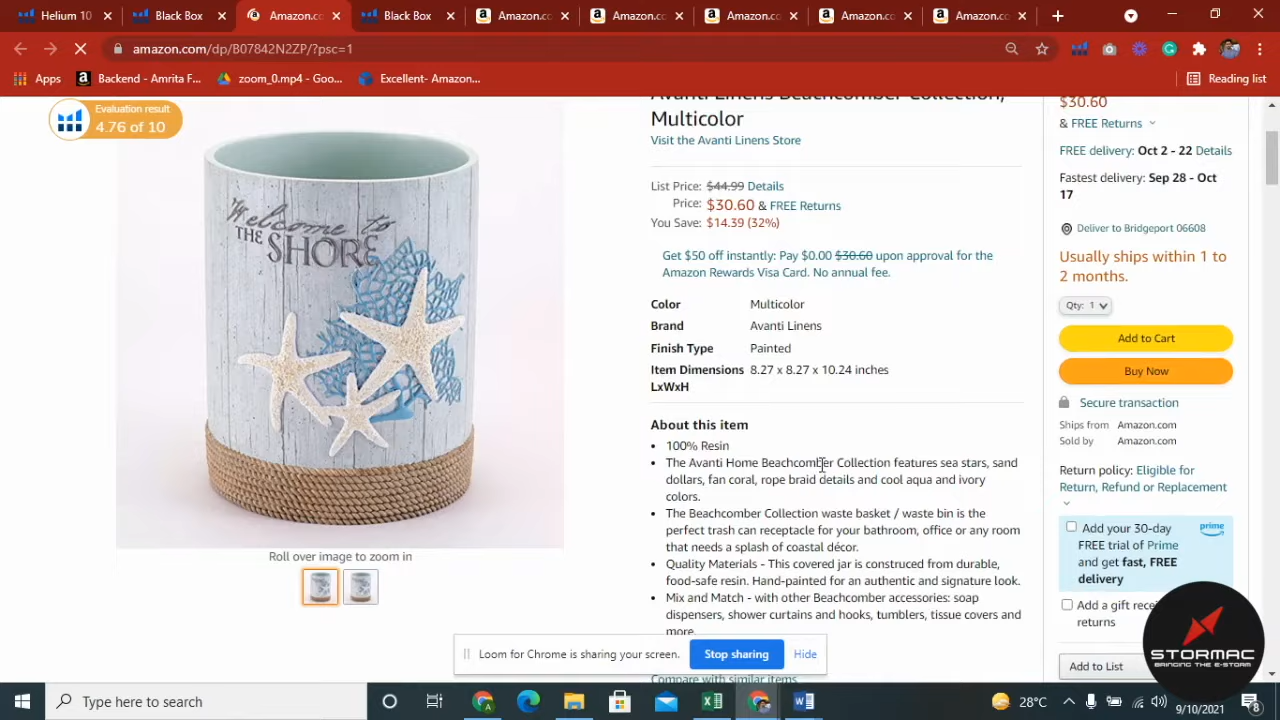 Helium 10
Black Box
Amazon.co
Black Box
Amazon.co
Amazon.co
Amazon.co
Amazon.co
Amazon.co
amazon.com/dp/B07842N2ZP/?psc=1
Apps
Backend - Amrita F...
zoom_0.mp4 - Goo...
Excellent- Amazon...
Reading list
Evaluation result
4.76 of 10
Welcome to
THE SHORE
Roll over image to zoom in
Avanti Linens Beachcomber Collection,
Multicolor
Visit the Avanti Linens Store
List Price: $44.99 Details
Price: $30.60 & FREE Returns
You Save: $14.39 (32%)
Get $50 off instantly: Pay $0.00 $30.60 upon approval for the
Amazon Rewards Visa Card. No annual fee.
Color Multicolor
Brand Avanti Linens
Finish Type Painted
Item Dimensions 8.27 x 8.27 x 10.24 inches
LxWxH
About this item
100% Resin
The Avanti Home Beachcomber Collection features sea stars, sand
dollars, fan coral, rope braid details and cool aqua and ivory
colors.
The Beachcomber Collection waste basket / waste bin is the
perfect trash can receptacle for your bathroom, office or any room
that needs a splash of coastal décor.
Quality Materials - This covered jar is construced from durable,
food-safe resin. Hand-painted for an authentic and signature look.
Mix and Match - with other Beachcomber accessories: soap
dispensers, shower curtains and hooks, tumblers, tissue covers and
more.
Compare with similar items
$30.60
& FREE Returns
FREE delivery: Oct 2 - 22 Details
Fastest delivery: Sep 28 - Oct
17
Deliver to Bridgeport 06608
Usually ships within 1 to
2 months.
Qty: 1
Add to Cart
Buy Now
Secure transaction
Ships from Amazon.com
Sold by Amazon.com
Return policy: Eligible for
Return, Refund or Replacement
Add your 30-day
FREE trial of Prime
and get fast, FREE
delivery
prime
Add a gift rece
returns
Add to List
STORMAC
BRINGING THE E-STORM
Loom for Chrome is sharing your screen.
Stop sharing
Hide
Type here to search
28°C
9/10/2021
8